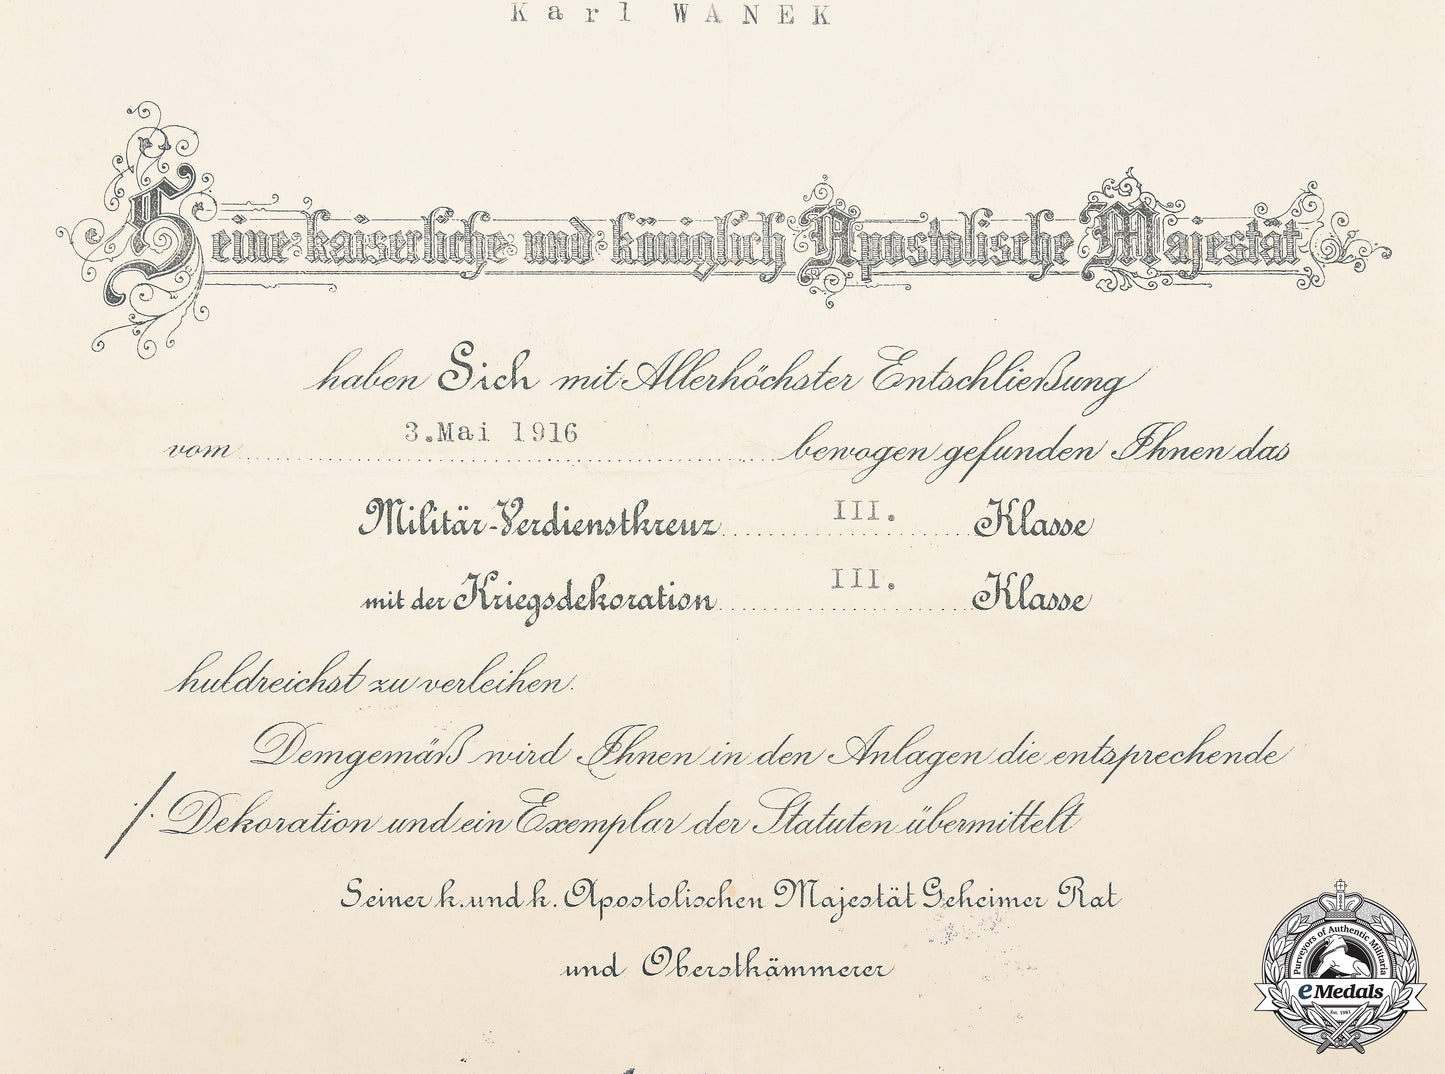 Karl WANEK
Seine kaiserliche und königlich Apostolische Majestät
haben Sich mit Allerhöchster Entschließung
vom 3.Mai 1916 bewogen gefunden Ihnen das
Militär-Verdienstkreuz III. Klasse
mit der Kriegsdekoration III. Klasse
huldreichst zu verleihen.
Demgemäß wird Ihnen in den Anlagen die entsprechende
/. Dekoration und ein Exemplar der Statuten übermittelt
Seiner k. und k. Apostolischen Majestät Geheimer Rat
und Oberstkämmerer
Purveyors of Authentic Militaria
eMedals
Est. 1981